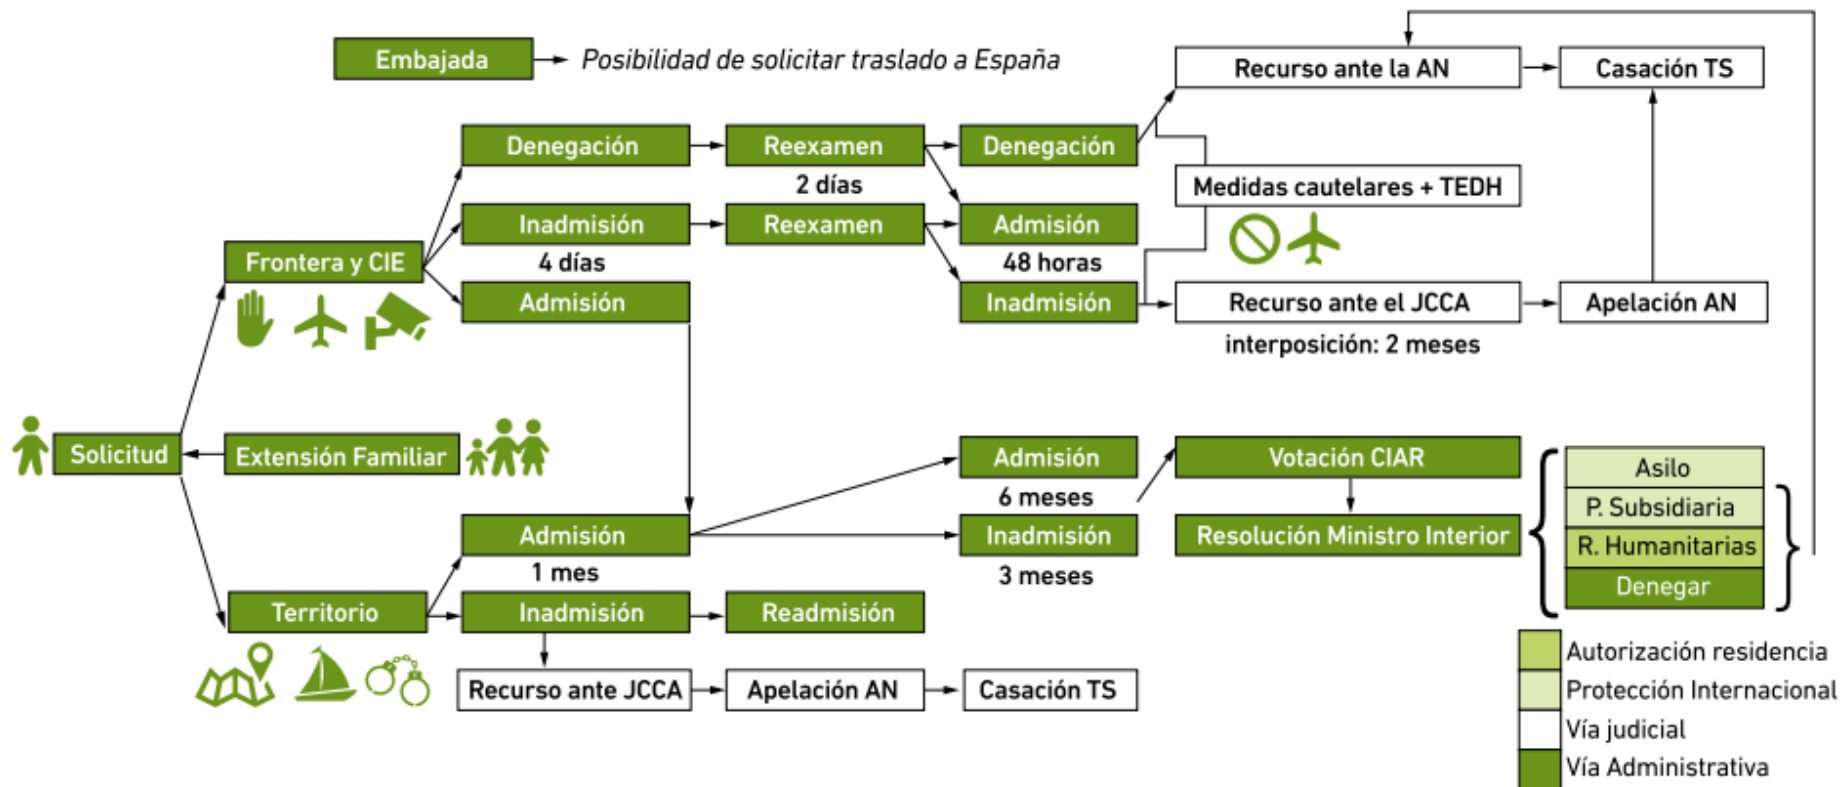 Embajada
Posibilidad de solicitar traslado a España
Recurso ante la AN
Casación TS
Denegación
Reexamen
Denegación
2 días
Medidas cautelares + TEDH
Inadmisión
Reexamen
Admisión
Frontera y CIE
4 días
48 horas
Admisión
Inadmisión
Recurso ante el JCCA
Apelación AN
interposición: 2 meses
Solicitud
Extensión Familiar
Admisión
Votación CIAR
6 meses
Admisión
Inadmisión
Resolución Ministro Interior
1 mes
3 meses
Asilo
P. Subsidiaria
R. Humanitarias
Denegar
Territorio
Inadmisión
Readmisión
Recurso ante JCCA
Apelación AN
Casación TS
Autorización residencia
Protección Internacional
Vía judicial
Vía Administrativa